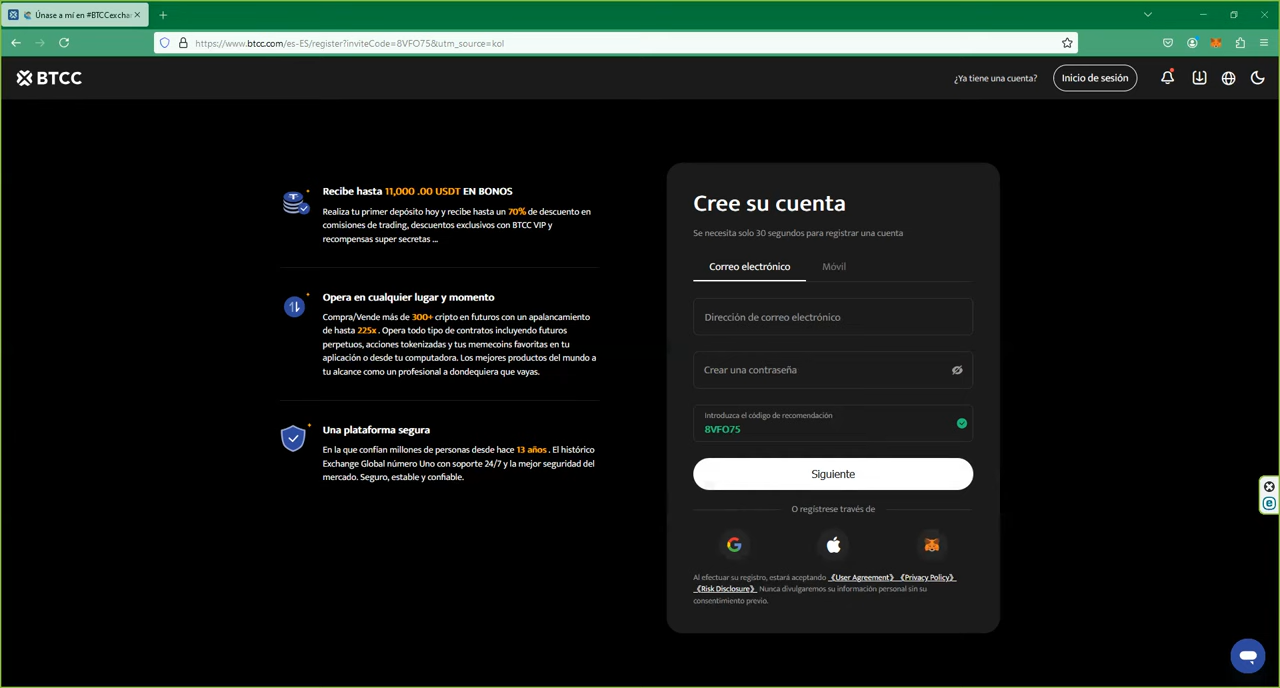 Únase a mí en #BTCCexcha
https://www.btcc.com/es-ES/register?inviteCode=8VFO75&utm_source=kol
BTCC
¿Ya tiene una cuenta?
Inicio de sesión
Recibe hasta 11,000 .00 USDT EN BONOS
Realiza tu primer depósito hoy y recibe hasta un 70% de descuento en
comisiones de trading, descuentos exclusivos con BTCC VIP y
recompensas super secretas ...
Opera en cualquier lugar y momento
Compra/Vende más de 300+ cripto en futuros con un apalancamiento
de hasta 225x . Opera todo tipo de contratos incluyendo futuros
perpetuos, acciones tokenizadas y tus memecoins favoritas en tu
aplicación o desde tu computadora. Los mejores productos del mundo a
tu alcance como un profesional a dondequiera que vayas.
Una plataforma segura
En la que confían millones de personas desde hace 13 años . El histórico
Exchange Global número Uno con soporte 24/7 y la mejor seguridad del
mercado. Seguro, estable y confiable.
Cree su cuenta
Se necesita solo 30 segundos para registrar una cuenta
Correo electrónico
Móvil
Dirección de correo electrónico
Crear una contraseña
Introduzca el código de recomendación
8VFO75
Siguiente
O regístrese través de
Al efectuar su registro, estará aceptando 《User Agreement》 《Privacy Policy》
《Risk Disclosure》 Nunca divulgaremos su información personal sin su
consentimiento previo.